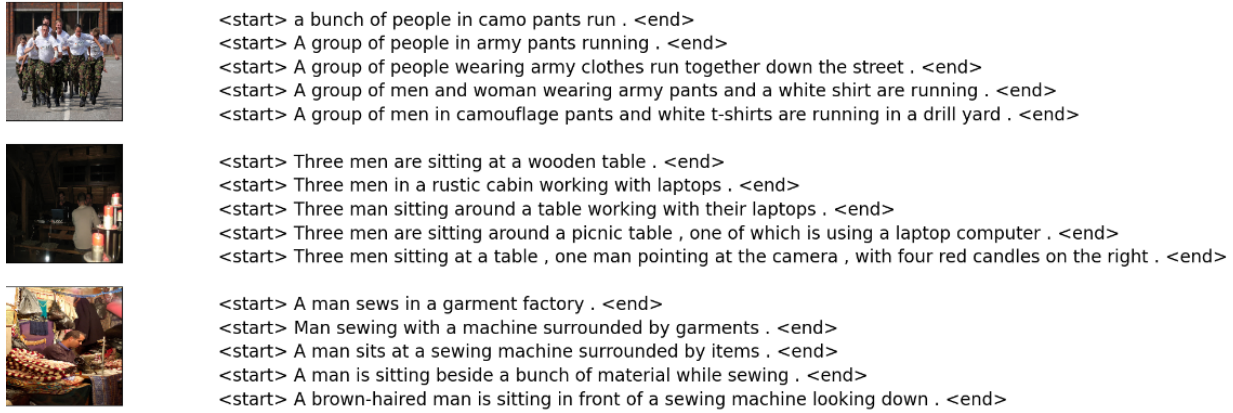 <start> a bunch of people in camo pants run . <end>
<start> A group of people in army pants running . <end>
<start> A group of people wearing army clothes run together down the street . <end>
<start> A group of men and woman wearing army pants and a white shirt are running . <end>
<start> A group of men in camouflage pants and white t-shirts are running in a drill yard . <end>
<start> Three men are sitting at a wooden table . <end>
<start> Three men in a rustic cabin working with laptops . <end>
<start> Three man sitting around a table working with their laptops . <end>
<start> Three men are sitting around a picnic table , one of which is using a laptop computer . <end>
<start> Three men sitting at a table , one man pointing at the camera , with four red candles on the right . <end>
<start> A man sews in a garment factory . <end>
<start> Man sewing with a machine surrounded by garments . <end>
<start> A man sits at a sewing machine surrounded by items . <end>
<start> A man is sitting beside a bunch of material while sewing . <end>
<start> A brown-haired man is sitting in front of a sewing machine looking down . <end>